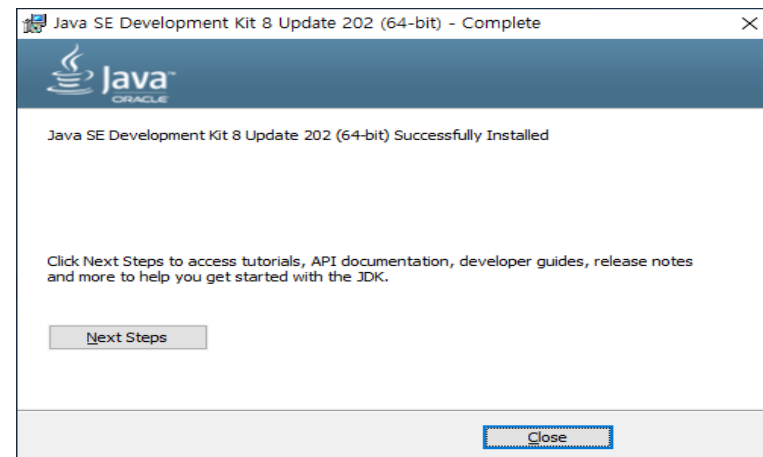 Java SE Development Kit 8 Update 202 (64-bit) - Complete
Java™
ORACLE
Java SE Development Kit 8 Update 202 (64-bit) Successfully Installed
Click Next Steps to access tutorials, API documentation, developer guides, release notes
and more to help you get started with the JDK.
Next Steps
Close